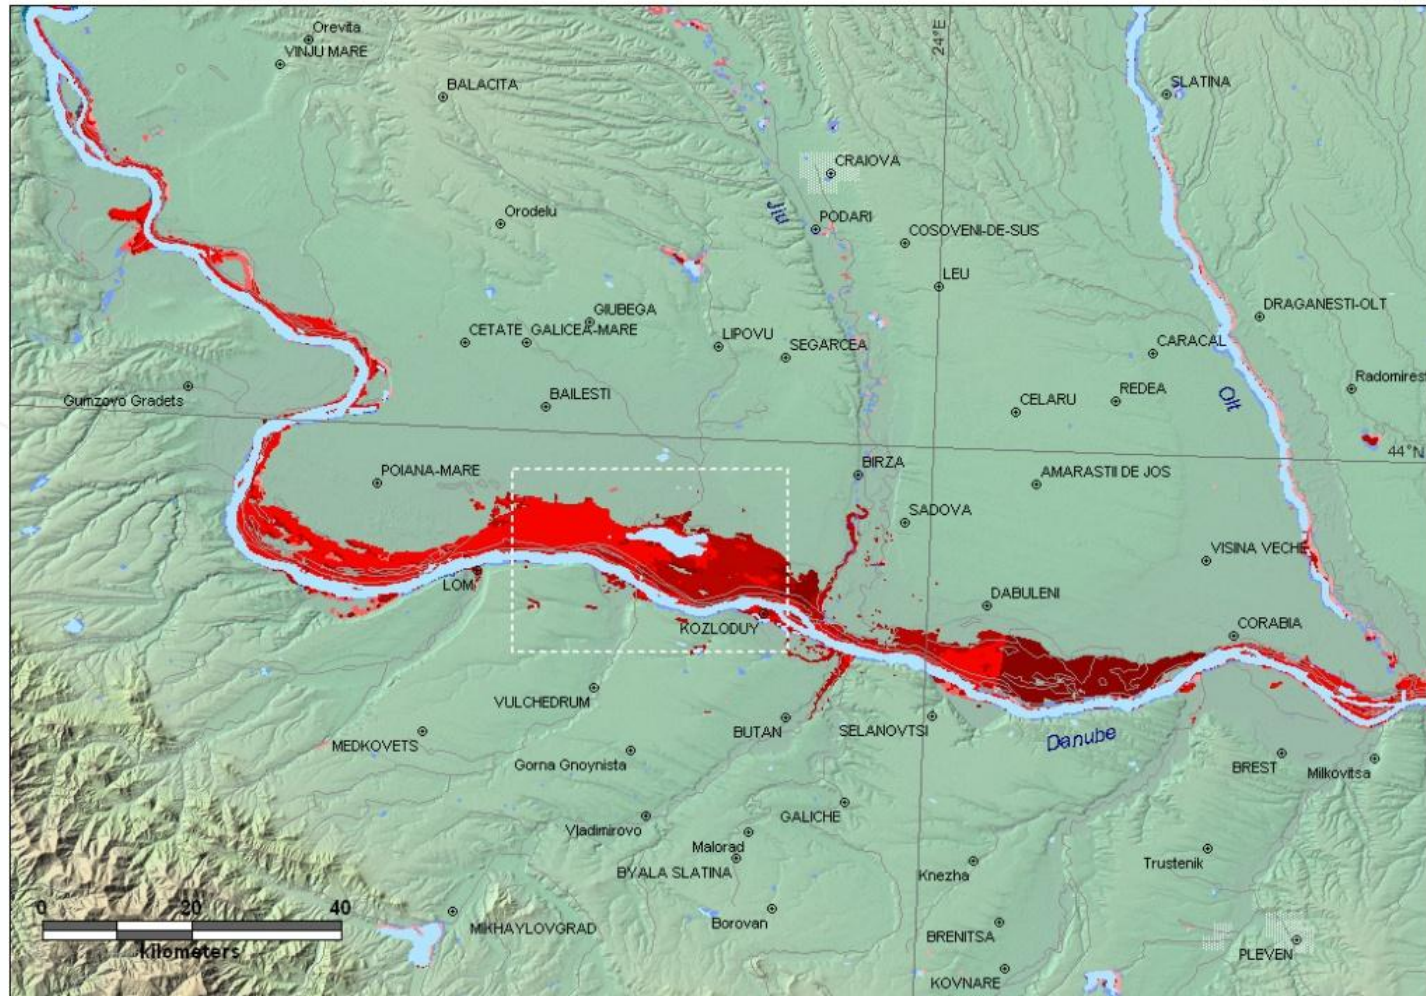 Orevita
VINJU MARE
24°E
BALACITA
SLATINA
CRAIOVA
Orodelu
Jiu
PODARI
COSOVENI-DE-SUS
LEU
GIUBEGA
DRAGANESTI-OLT
CETATE
GALICEA-MARE
LIPOVU
SEGARCEA
CARACAL
Gumzovo Gradets
BAILESTI
CELARU
REDEA
Olt
Radomirest
44°N
POIANA-MARE
BIRZA
AMARASTII DE JOS
SADOVA
VISINA VECHE
LOM
DABULENI
KOZLODUY
CORABIA
VULCHEDRUM
BUTAN
SELANOVTSI
Danube
MEDKOVETS
Gorna Gnoynista
BREST
Milkovitsa
GALICHE
Vladimirovo
Malorad
BYALA SLATINA
Knezha
Trustenik
0 20 40
kilometers
MIKHAYLOVGRAD
Borovan
BRENITSA
PLEVEN
KOVNARE